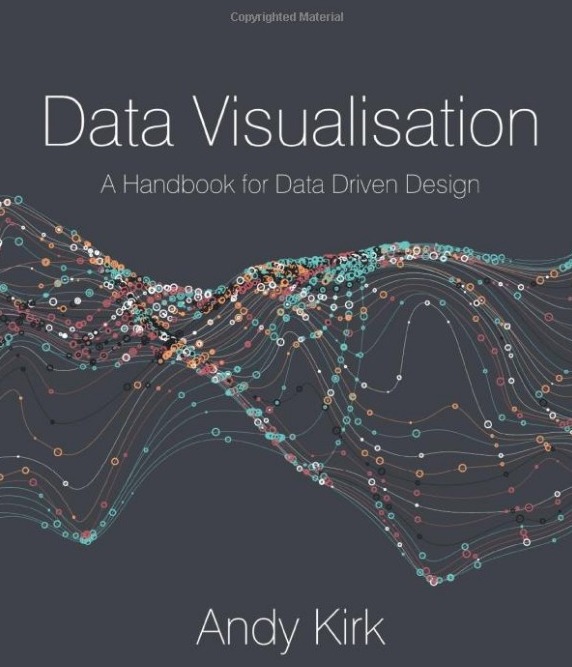 Copyrighted Material
Data Visualisation
A Handbook for Data Driven Design
Andy Kirk